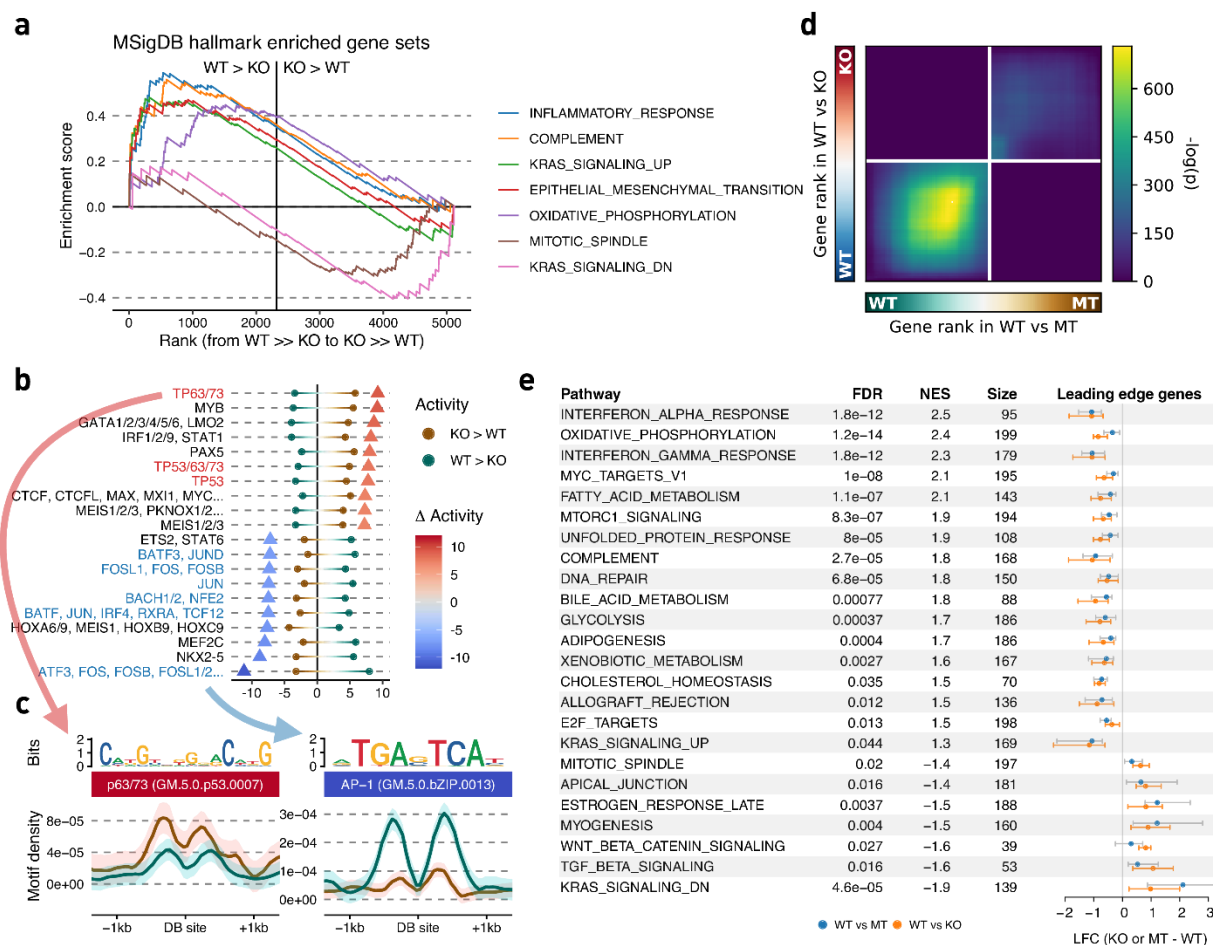 a
MSigDB hallmark enriched gene sets
WT > KO KO > WT
Enrichment score
0.4
0.2
0.0
−0.2
−0.4
0 1000 2000 3000 4000 5000
Rank (from WT >> KO to KO >> WT)
INFLAMMATORY_RESPONSE
COMPLEMENT
KRAS_SIGNALING_UP
EPITHELIAL_MESENCHYMAL_TRANSITION
OXIDATIVE_PHOSPHORYLATION
MITOTIC_SPINDLE
KRAS_SIGNALING_DN
d
Gene rank in WT vs KO
KO
WT
WT MT
Gene rank in WT vs MT
600
450
300
150
0
-log(p)
b
TP63/73
MYB
GATA1/2/3/4/5/6, LMO2
IRF1/2/9, STAT1
PAX5
TP53/63/73
TP53
CTCF, CTCFL, MAX, MXI1, MYC...
MEIS1/2/3, PKNOX1/2...
MEIS1/2/3
ETS2, STAT6
BATF3, JUND
FOSL1, FOS, FOSB
JUN
BACH1/2, NFE2
BATF, JUN, IRF4, RXRA, TCF12
HOXA6/9, MEIS1, HOXB9, HOXC9
MEF2C
NKX2-5
ATF3, FOS, FOSB, FOSL1/2...
-10 -5 0 5 10
Activity
KO > WT
WT > KO
Δ Activity
10
5
0
-5
-10
c
Bits
2
1
0
p63/73 (GM.5.0.p53.0007)
Motif density
8e−05
4e−05
0e+00
−1kb DB site +1kb
2
1
0
TGA TCA
AP−1 (GM.5.0.bZIP.0013)
3e−04
2e−04
1e−04
0e+00
−1kb DB site +1kb
e
Pathway FDR NES Size Leading edge genes
INTERFERON_ALPHA_RESPONSE 1.8e−12 2.5 95
OXIDATIVE_PHOSPHORYLATION 1.2e−14 2.4 199
INTERFERON_GAMMA_RESPONSE 1.8e−12 2.3 179
MYC_TARGETS_V1 1e−08 2.1 195
FATTY_ACID_METABOLISM 1.1e−07 2.1 143
MTORC1_SIGNALING 8.3e−07 1.9 194
UNFOLDED_PROTEIN_RESPONSE 8e−05 1.9 108
COMPLEMENT 2.7e−05 1.8 168
DNA_REPAIR 6.8e−05 1.8 150
BILE_ACID_METABOLISM 0.00077 1.8 88
GLYCOLYSIS 0.00037 1.7 186
ADIPOGENESIS 0.0004 1.7 186
XENOBIOTIC_METABOLISM 0.0027 1.6 167
CHOLESTEROL_HOMEOSTASIS 0.035 1.5 70
ALLOGRAFT_REJECTION 0.012 1.5 136
E2F_TARGETS 0.013 1.5 198
KRAS_SIGNALING_UP 0.044 1.3 169
MITOTIC_SPINDLE 0.02 −1.4 197
APICAL_JUNCTION 0.016 −1.4 181
ESTROGEN_RESPONSE_LATE 0.0037 −1.5 188
MYOGENESIS 0.004 −1.5 160
WNT_BETA_CATENIN_SIGNALING 0.027 −1.6 39
TGF_BETA_SIGNALING 0.016 −1.6 53
KRAS_SIGNALING_DN 4.6e−05 −1.9 139
−2 −1 0 1 2 3
WT vs MT WT vs KO
LFC (KO or MT - WT)